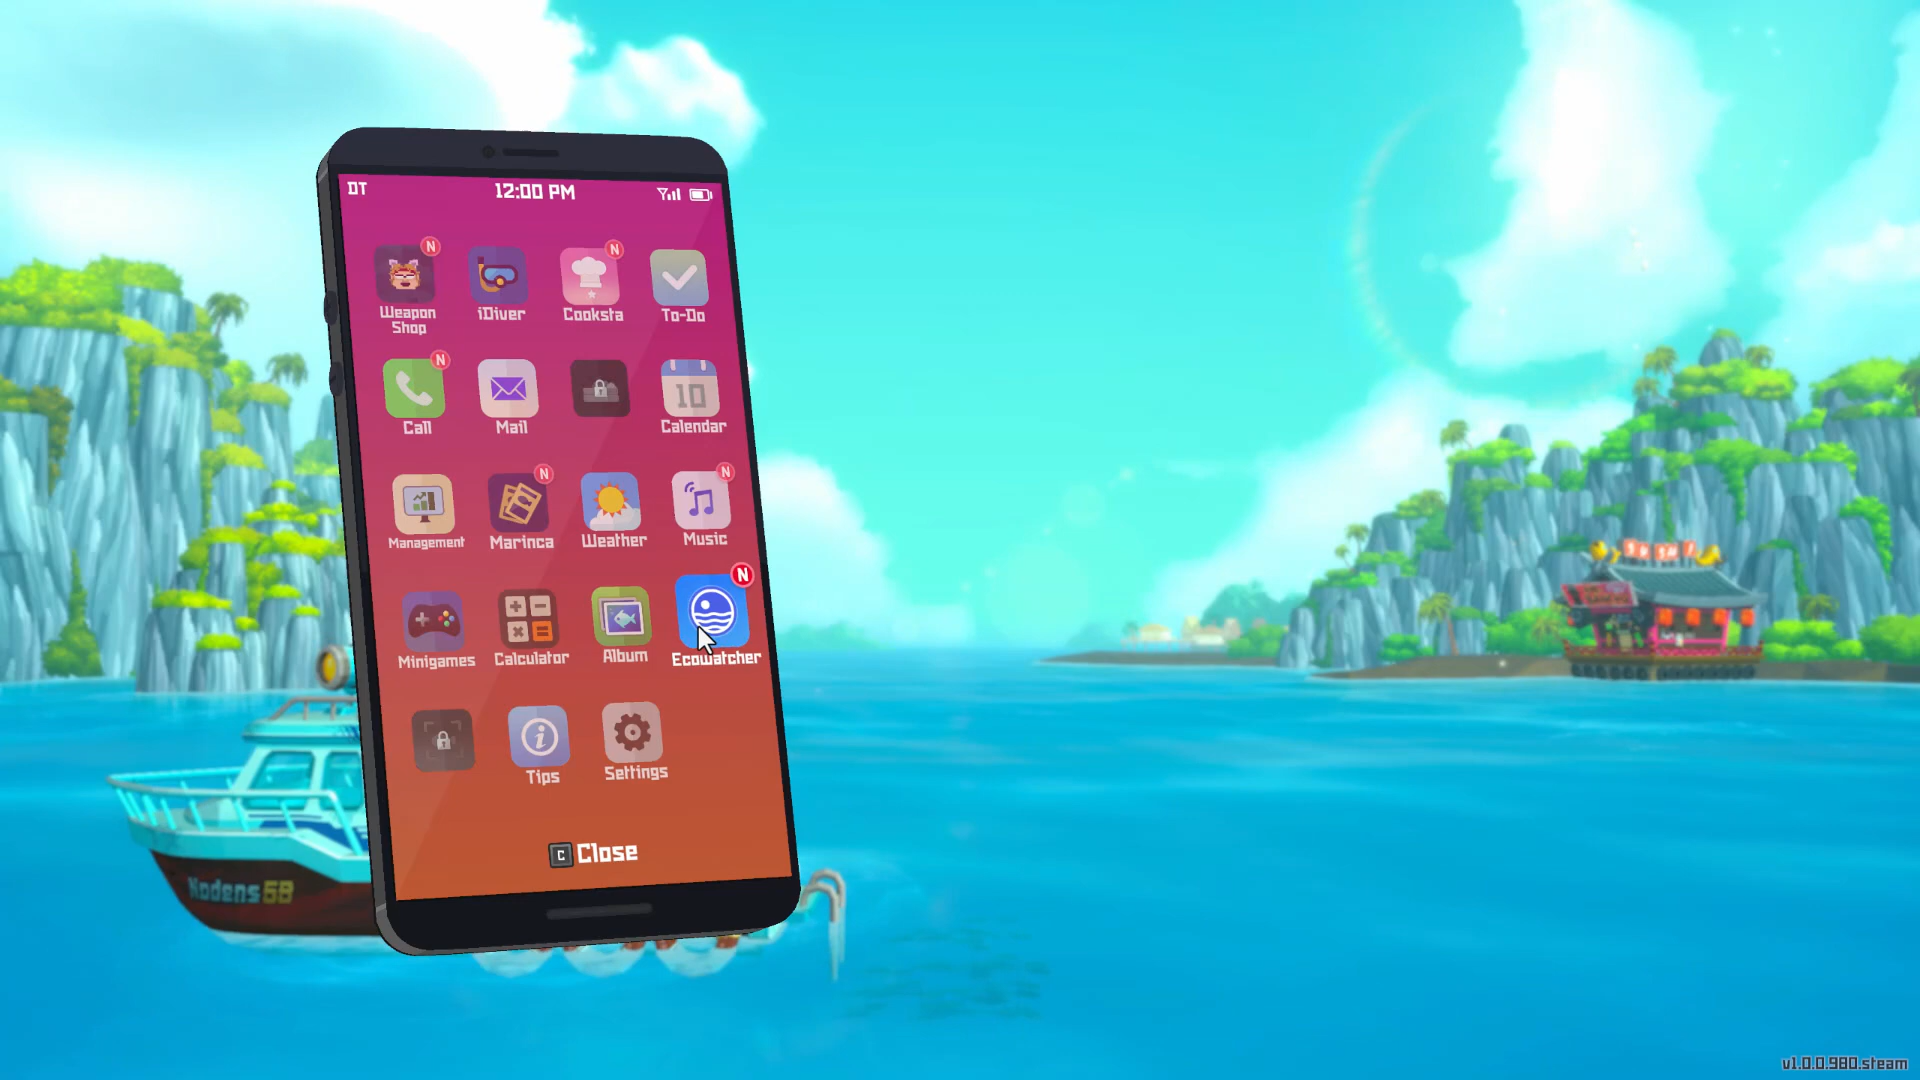 DT
12:00 PM
N
N
Weapon
Shop
iDiver
Cooksta
To-Do
N
10
Call
Mail
Calendar
N
N
Management
Marinca
Weather
Music
N
Minigames
Calculator
Album
Ecowatcher
i
Tips
Settings
C Close
Nodens58
v1.0.0.980.steam